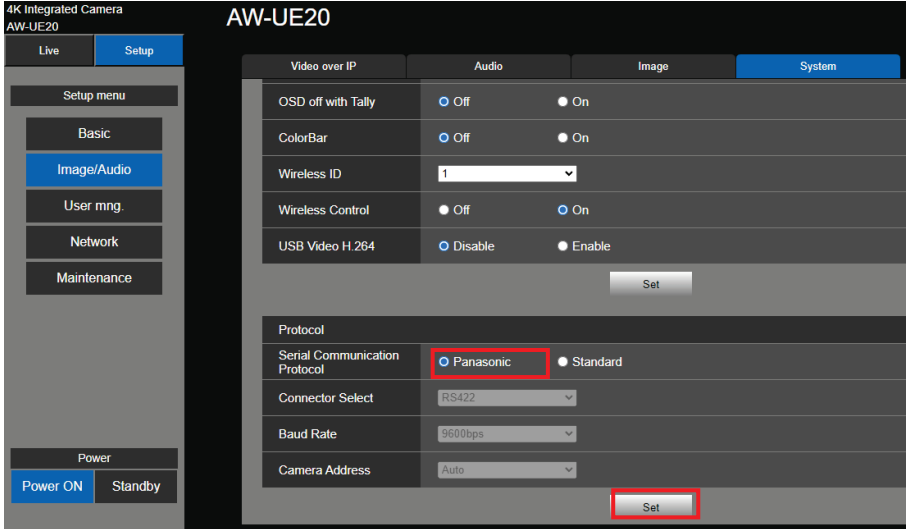 4K Integrated Camera
AW-UE20
AW-UE20
Live Setup
Video over IP Audio Image System
Setup menu
Basic
Image/Audio
User mng.
Network
Maintenance
Power
Power ON Standby
OSD off with Tally Off On
ColorBar Off On
Wireless ID 1
Wireless Control Off On
USB Video H.264 Disable Enable
Set
Protocol
Serial Communication
Protocol Panasonic Standard
Connector Select RS422
Baud Rate 9600bps
Camera Address Auto
Set